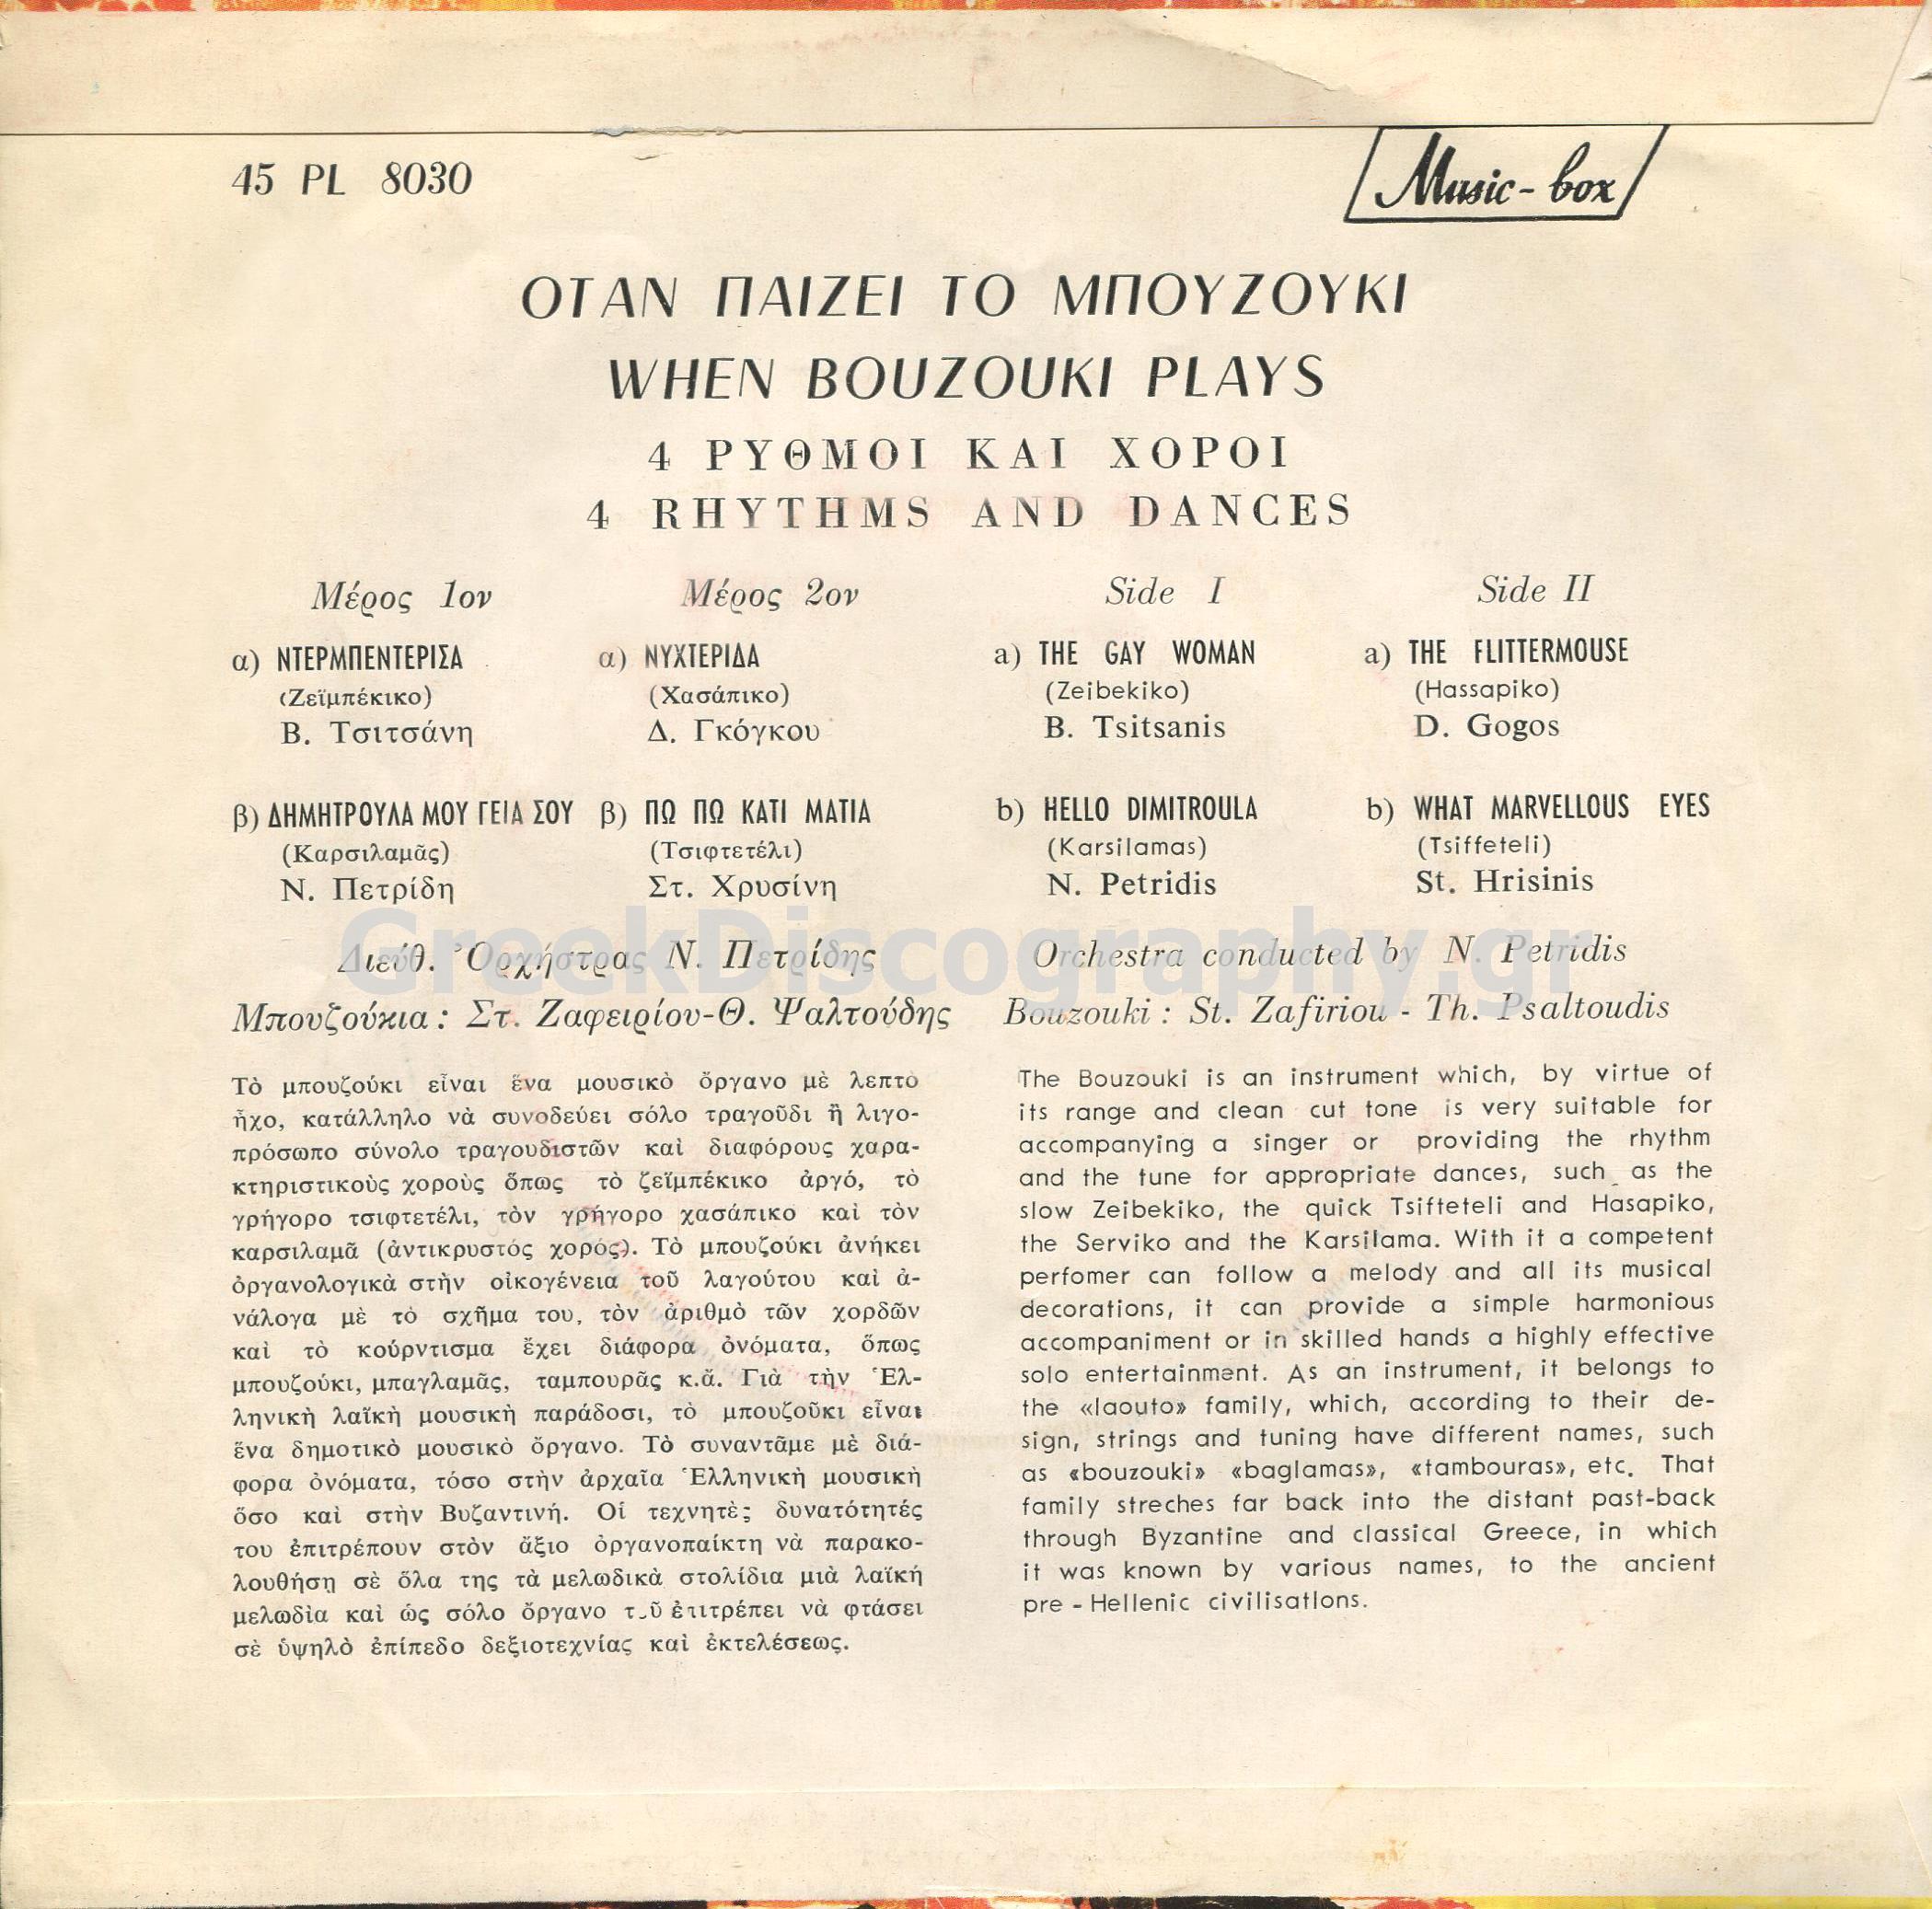 45 PL 8030
Music-box
ΟΤΑΝ ΠΑΙΖΕΙ ΤΟ ΜΠΟΥΖΟΥΚΙ
WHEN BOUZOUKI PLAYS
4 ΡΥΘΜΟΙ ΚΑΙ ΧΟΡΟΙ
4 RHYTHMS AND DANCES
Μέρος 1ον
α) ΝΤΕΡΜΠΕΝΤΕΡΙΣΑ
(Ζεϊμπέκικο)
Β. Τσιτσάνη
β) ΔΗΜΗΤΡΟΥΛΑ ΜΟΥ ΓΕΙΑ ΣΟΥ
(Καρσιλαμᾶς)
Ν. Πετρίδη
Μέρος 2ον
α) ΝΥΧΤΕΡΙΔΑ
(Χασάπικο)
Δ. Γκόγκου
β) ΠΩ ΠΩ ΚΑΤΙ ΜΑΤΙΑ
(Τσιφτετέλι)
Στ. Χρυσίνη
Side I
a) THE GAY WOMAN
(Zeibekiko)
B. Tsitsanis
b) HELLO DIMITROULA
(Karsilamas)
N. Petridis
Side II
a) THE FLITTERMOUSE
(Hassapiko)
D. Gogos
b) WHAT MARVELLOUS EYES
(Tsiffeteli)
St. Hrisinis
GreekDiscography.gr
Διεύθ. Ὀρχήστρας Ν. Πετρίδης
Μπουζούκια : Στ. Ζαφειρίου-Θ. Ψαλτούδης
Orchestra conducted by N. Petridis
Bouzouki : St. Zafiriou - Th. Psaltoudis
Τὸ μπουζούκι εἶναι ἕνα μουσικὸ ὄργανο μὲ λεπτὸ
ἦχο, κατάλληλο νὰ συνοδεύει σόλο τραγοῦδι ἢ λιγο-
πρόσωπο σύνολο τραγουδιστῶν καὶ διαφόρους χαρα-
κτηριστικοὺς χοροὺς ὅπως τὸ ζεϊμπέκικο ἀργό, τὸ
γρήγορο τσιφτετέλι, τὸν γρήγορο χασάπικο καὶ τὸν
καρσιλαμᾶ (ἀντικρυστός χορός). Τὸ μπουζούκι ἀνήκει
ὀργανολογικὰ στὴν οἰκογένεια τοῦ λαγούτου καὶ ἀ-
νάλογα μὲ τὸ σχῆμα του, τὸν ἀριθμὸ τῶν χορδῶν
καὶ τὸ κούρντισμα ἔχει διάφορα ὀνόματα, ὅπως
μπουζούκι, μπαγλαμᾶς, ταμπουρᾶς κ.ἄ. Γιὰ τὴν Ἑλ-
ληνικὴ λαϊκὴ μουσικὴ παράδοσι, τὸ μπουζοῦκι εἶναι
ἕνα δημοτικὸ μουσικὸ ὄργανο. Τὸ συναντᾶμε μὲ διά-
φορα ὀνόματα, τόσο στὴν ἀρχαῖα Ἑλληνικὴ μουσικὴ
ὅσο καὶ στὴν Βυζαντινή. Οἱ τεχνητὲς δυνατότητές
του ἐπιτρέπουν στὸν ἄξιο ὀργανοπαίκτη νὰ παρακο-
λουθήση σὲ ὅλα της τὰ μελωδικὰ στολίδια μιὰ λαϊκή
μελωδὶα καὶ ὡς σόλο ὄργανο τοῦ ἐπιτρέπει νὰ φτάσει
σὲ ὑψηλὸ ἐπίπεδο δεξιοτεχνίας καὶ ἐκτελέσεως.
The Bouzouki is an instrument which, by virtue of
its range and clean cut tone is very suitable for
accompanying a singer or providing the rhythm
and the tune for appropriate dances, such as the
slow Zeibekiko, the quick Tsifteteli and Hasapiko,
the Serviko and the Karsilama. With it a competent
perfomer can follow a melody and all its musical
decorations, it can provide a simple harmonious
accompaniment or in skilled hands a highly effective
solo entertainment. As an instrument, it belongs to
the «laouto» family, which, according to their de-
sign, strings and tuning have different names, such
as «bouzouki» «baglamas», «tambouras», etc. That
family streches far back into the distant past-back
through Byzantine and classical Greece, in which
it was known by various names, to the ancient
pre - Hellenic civilisations.